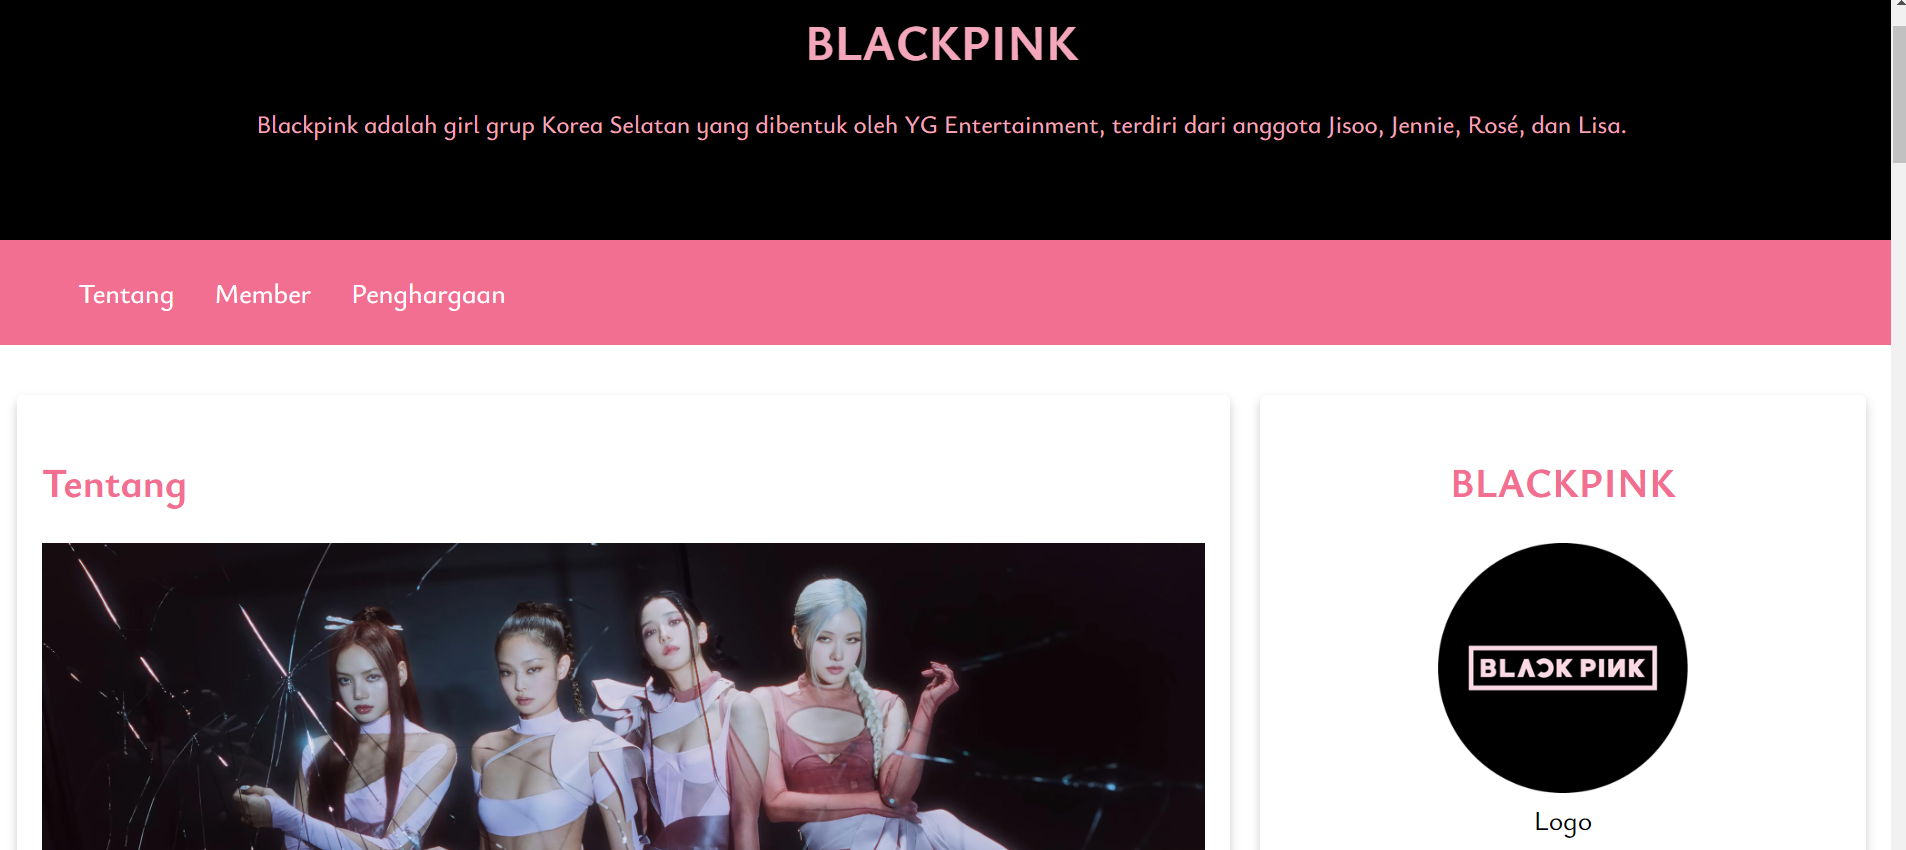 BLACKPINK
Blackpink adalah girl grup Korea Selatan yang dibentuk oleh YG Entertainment, terdiri dari anggota Jisoo, Jennie, Rosé, dan Lisa.
Tentang Member Penghargaan
Tentang
BLACKPINK
BLACKPINK
Logo